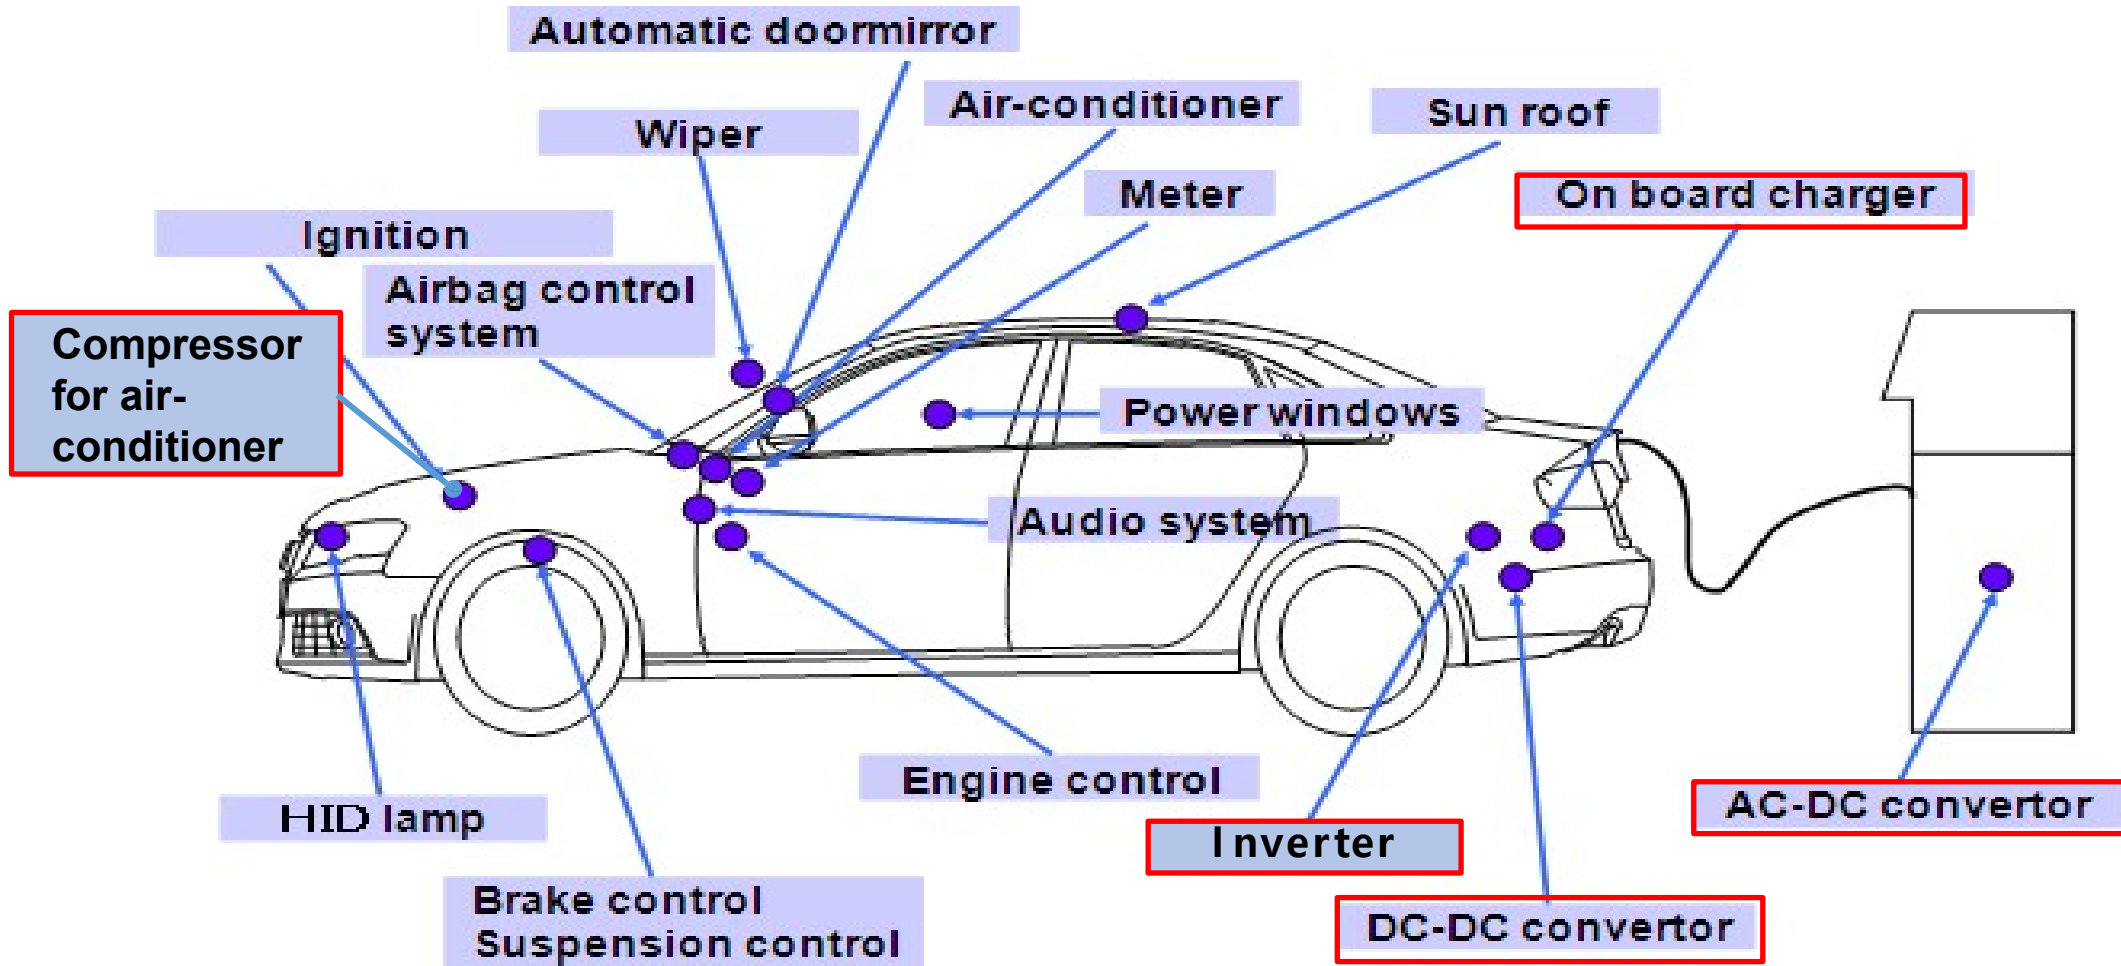 Automatic doormirror
Air-conditioner
Sun roof
Wiper
Meter
On board charger
Ignition
Airbag control
system
Compressor
for air-
conditioner
Power windows
Audio system
Engine control
HID lamp
AC-DC convertor
Inverter
Brake control
Suspension control
DC-DC convertor